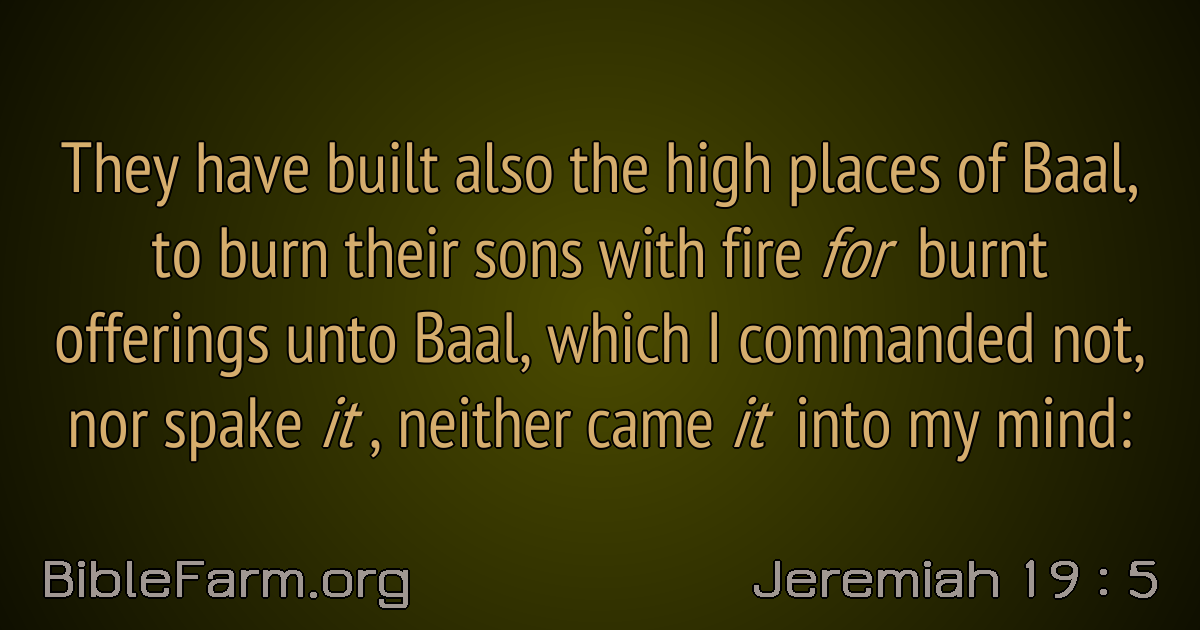 They have built also the high places of Baal,
to burn their sons with fire for burnt
offerings unto Baal, which I commanded not,
nor spake it , neither came it into my mind:
BibleFarm.org
Jeremiah 19 : 5